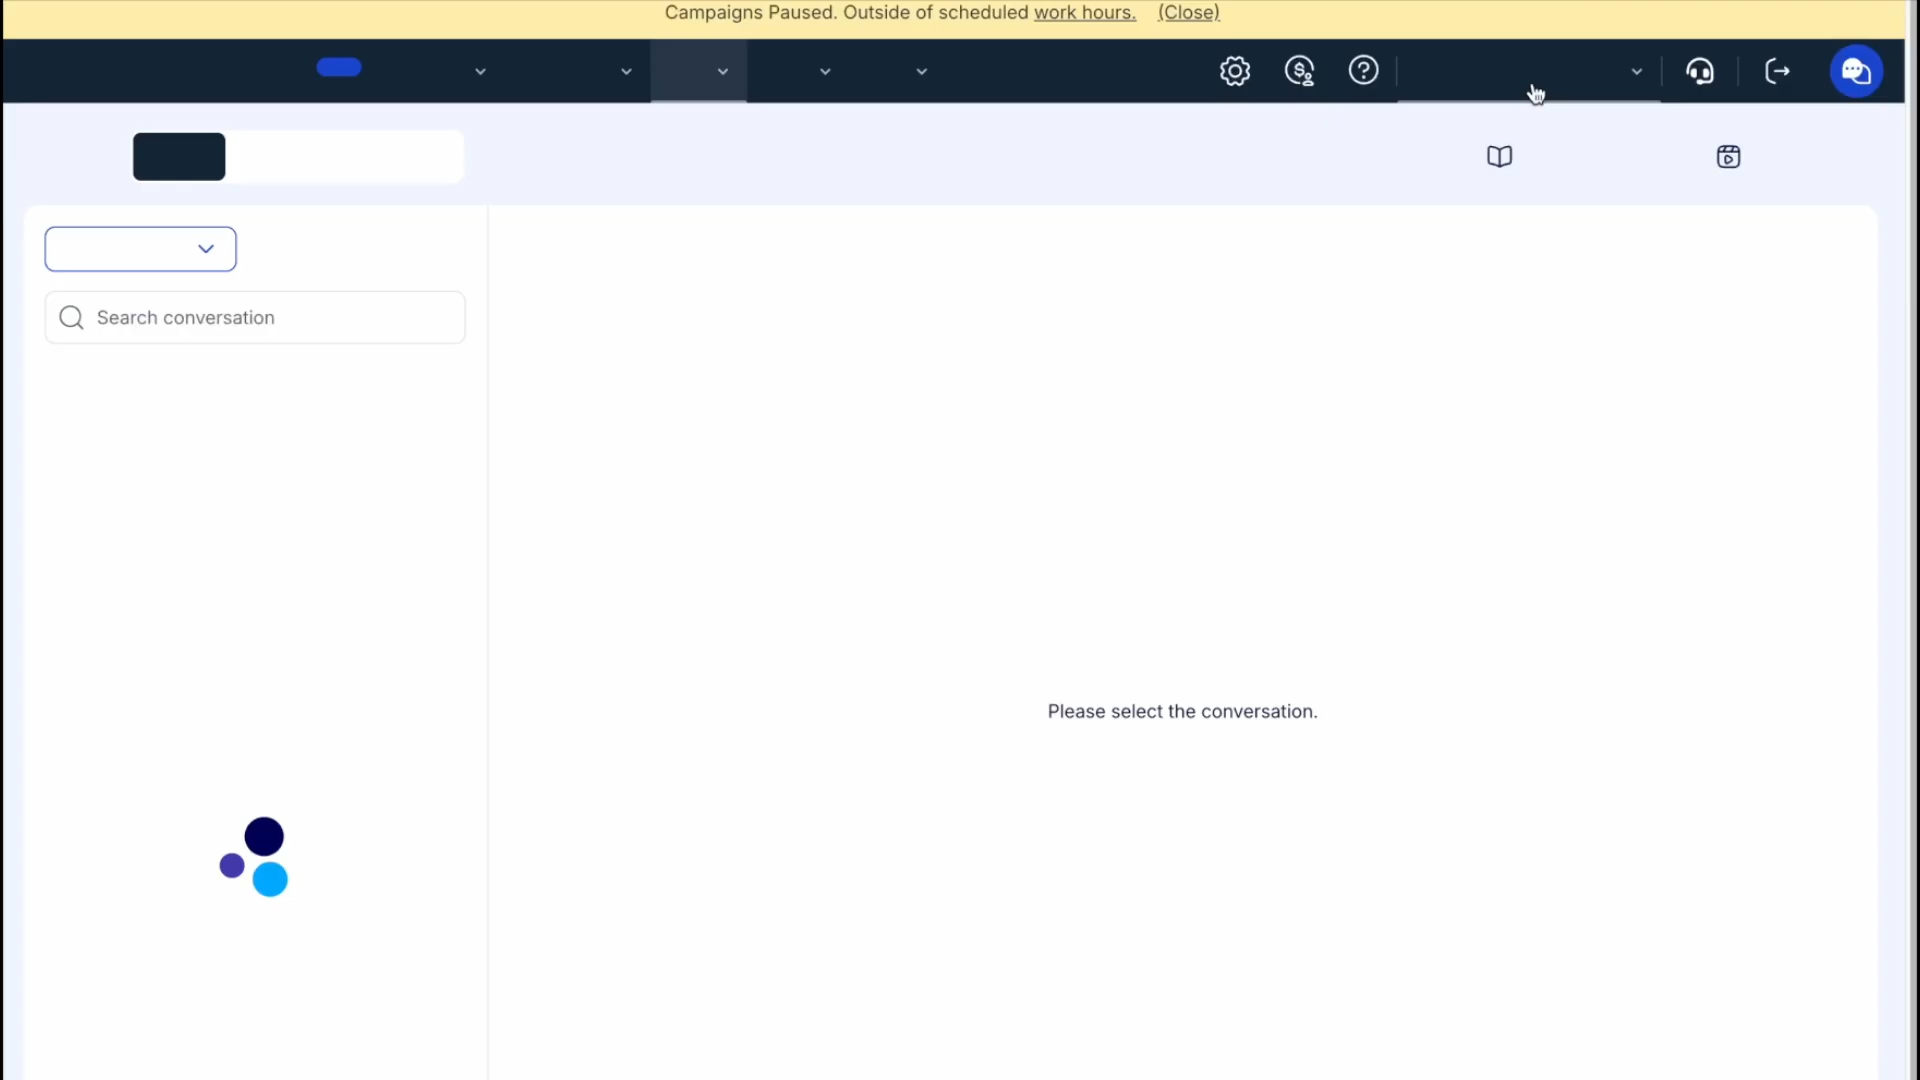 Campaigns Paused. Outside of scheduled work hours. (Close)
Search conversation
Please select the conversation.